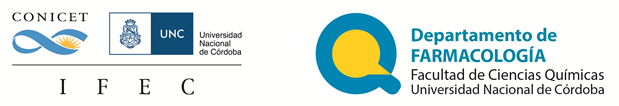 CONICET
UNC
Universidad
Nacional
de Córdoba
I F E C
Departamento de
FARMACOLOGÍA
Facultad de Ciencias Químicas
Universidad Nacional de Córdoba